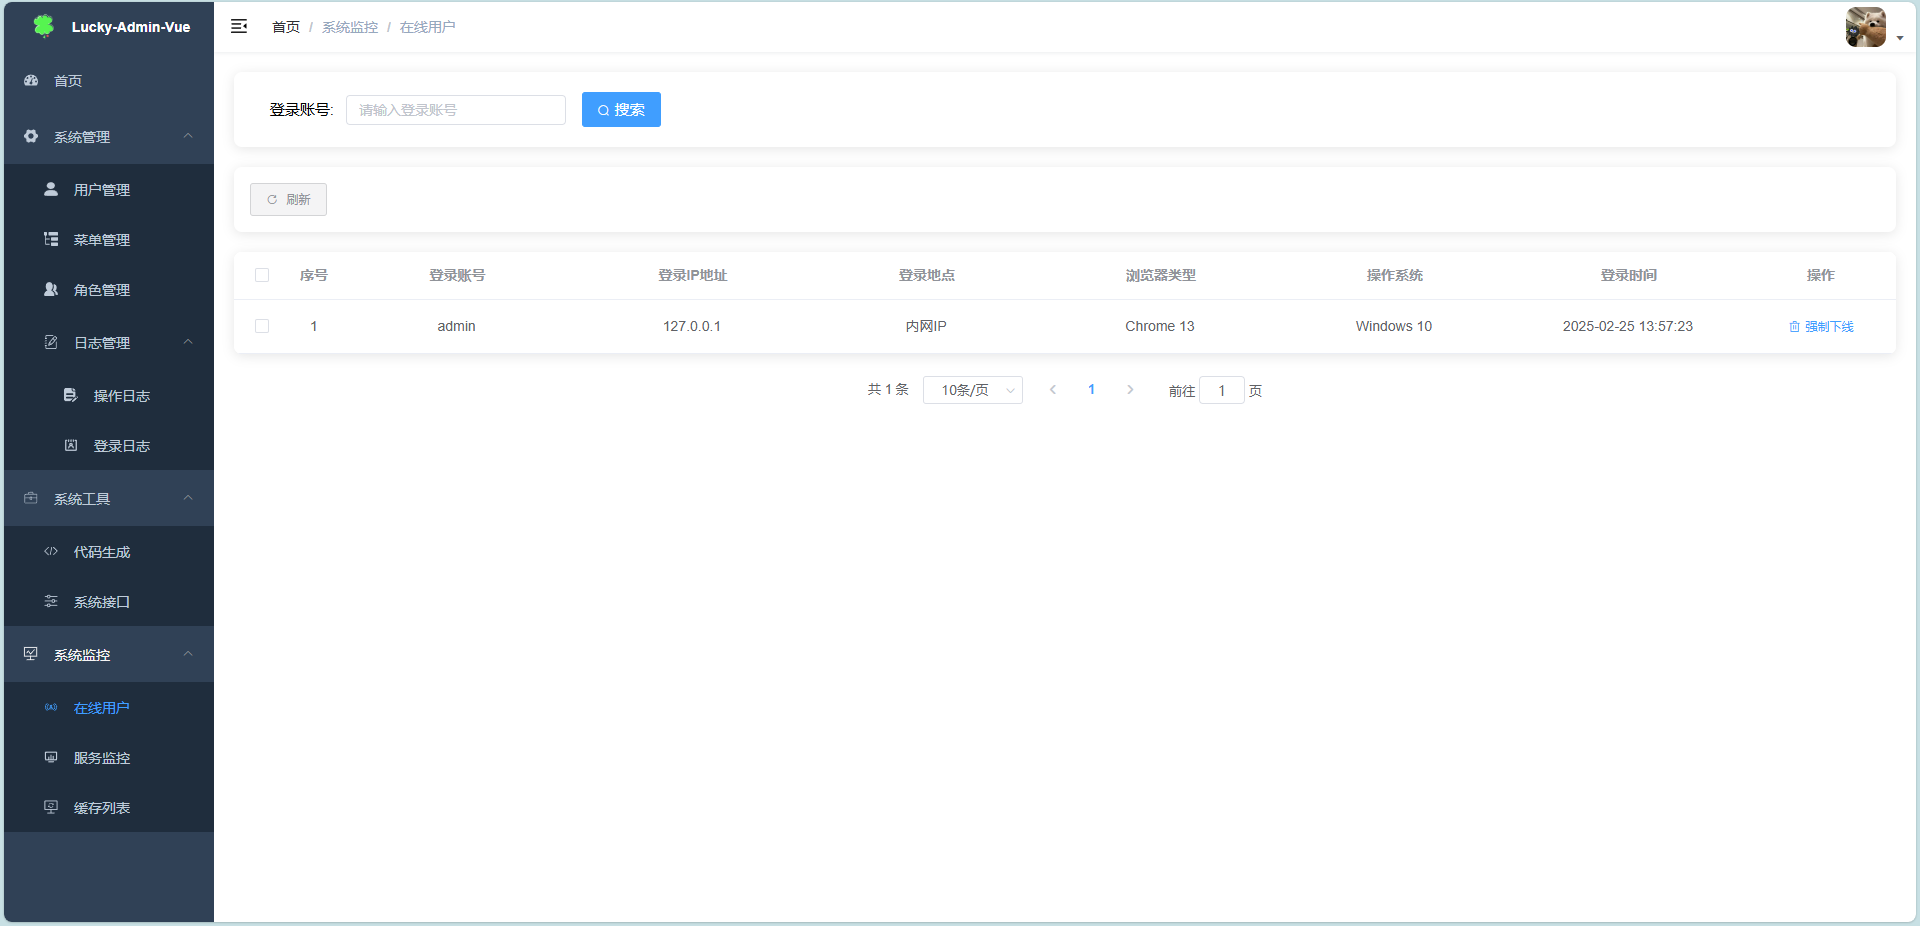 Lucky-Admin-Vue
首页
系统管理
用户管理
菜单管理
角色管理
日志管理
操作日志
登录日志
系统工具
代码生成
系统接口
系统监控
在线用户
服务监控
缓存列表
首页 / 系统监控 / 在线用户
登录账号: 请输入登录账号 搜索
刷新
序号 登录账号 登录IP地址 登录地点 浏览器类型 操作系统 登录时间 操作
1 admin 127.0.0.1 内网IP Chrome 13 Windows 10 2025-02-25 13:57:23 强制下线
共 1 条 10条/页 1 前往 1 页